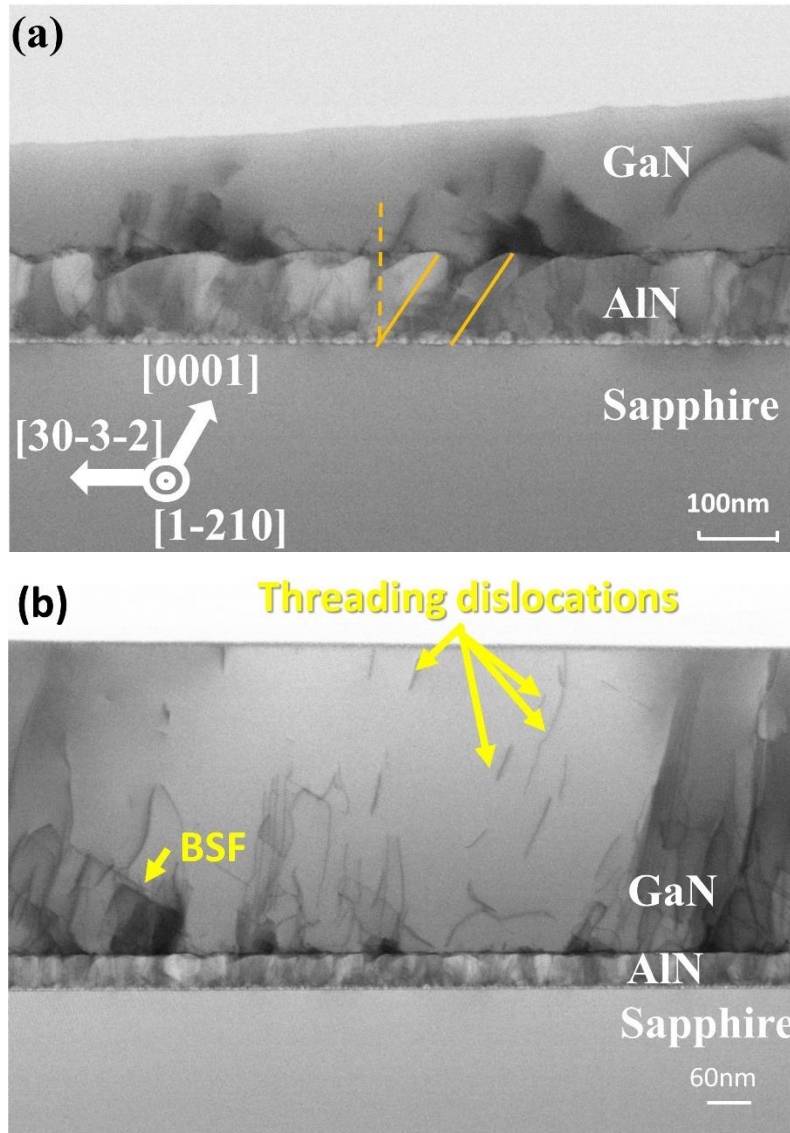 (a)
GaN
AlN
[0001]
Sapphire
[30-3-2]
[1-210]
100nm
(b)
Threading dislocations
BSF
GaN
AlN
Sapphire
60nm